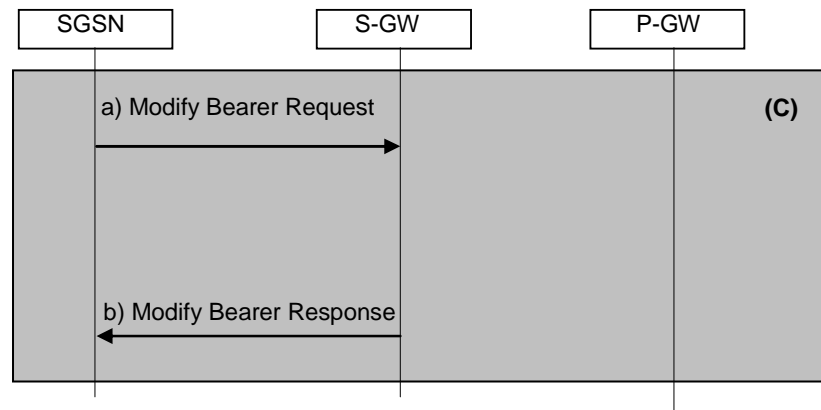 SGSN S-GW P-GW
a) Modify Bearer Request (C)
b) Modify Bearer Response